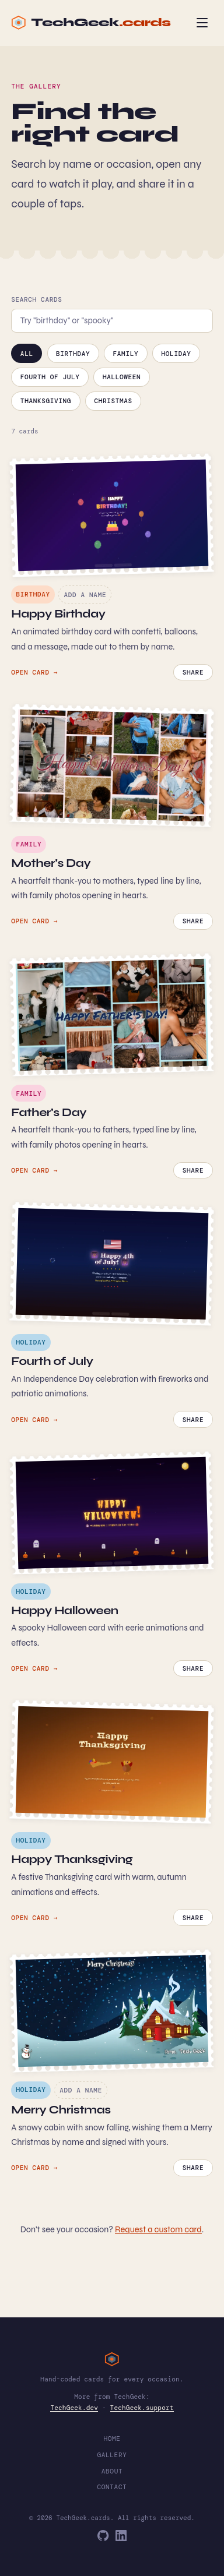 TechGeek.cards
THE GALLERY
Find the
right card
Search by name or occasion, open any
card to watch it play, and share it in a
couple of taps.
SEARCH CARDS
Try "birthday" or "spooky"
ALL
BIRTHDAY
FAMILY
HOLIDAY
FOURTH OF JULY
HALLOWEEN
THANKSGIVING
CHRISTMAS
7 cards
HAPPY
BIRTHDAY!
BIRTHDAY
ADD A NAME
Happy Birthday
An animated birthday card with confetti, balloons,
and a message, made out to them by name.
OPEN CARD →
SHARE
Happy Mother's Day!
FAMILY
Mother's Day
A heartfelt thank-you to mothers, typed line by line,
with family photos opening in hearts.
OPEN CARD →
SHARE
HAPPY FATHER'S DAY!
FAMILY
Father's Day
A heartfelt thank-you to fathers, typed line by line,
with family photos opening in hearts.
OPEN CARD →
SHARE
Happy 4th
of July!
HOLIDAY
Fourth of July
An Independence Day celebration with fireworks and
patriotic animations.
OPEN CARD →
SHARE
HAPPY
HALLOWEEN!
HOLIDAY
Happy Halloween
A spooky Halloween card with eerie animations and
effects.
OPEN CARD →
SHARE
Happy
Thanksgiving
HOLIDAY
Happy Thanksgiving
A festive Thanksgiving card with warm, autumn
animations and effects.
OPEN CARD →
SHARE
Merry Christmas!
HOLIDAY
ADD A NAME
Merry Christmas
A snowy cabin with snow falling, wishing them a Merry
Christmas by name and signed with yours.
OPEN CARD →
SHARE
Don't see your occasion? Request a custom card.
Hand-coded cards for every occasion.
More from TechGeek:
TechGeek.dev · TechGeek.support
HOME
GALLERY
ABOUT
CONTACT
© 2026 TechGeek.cards. All rights reserved.